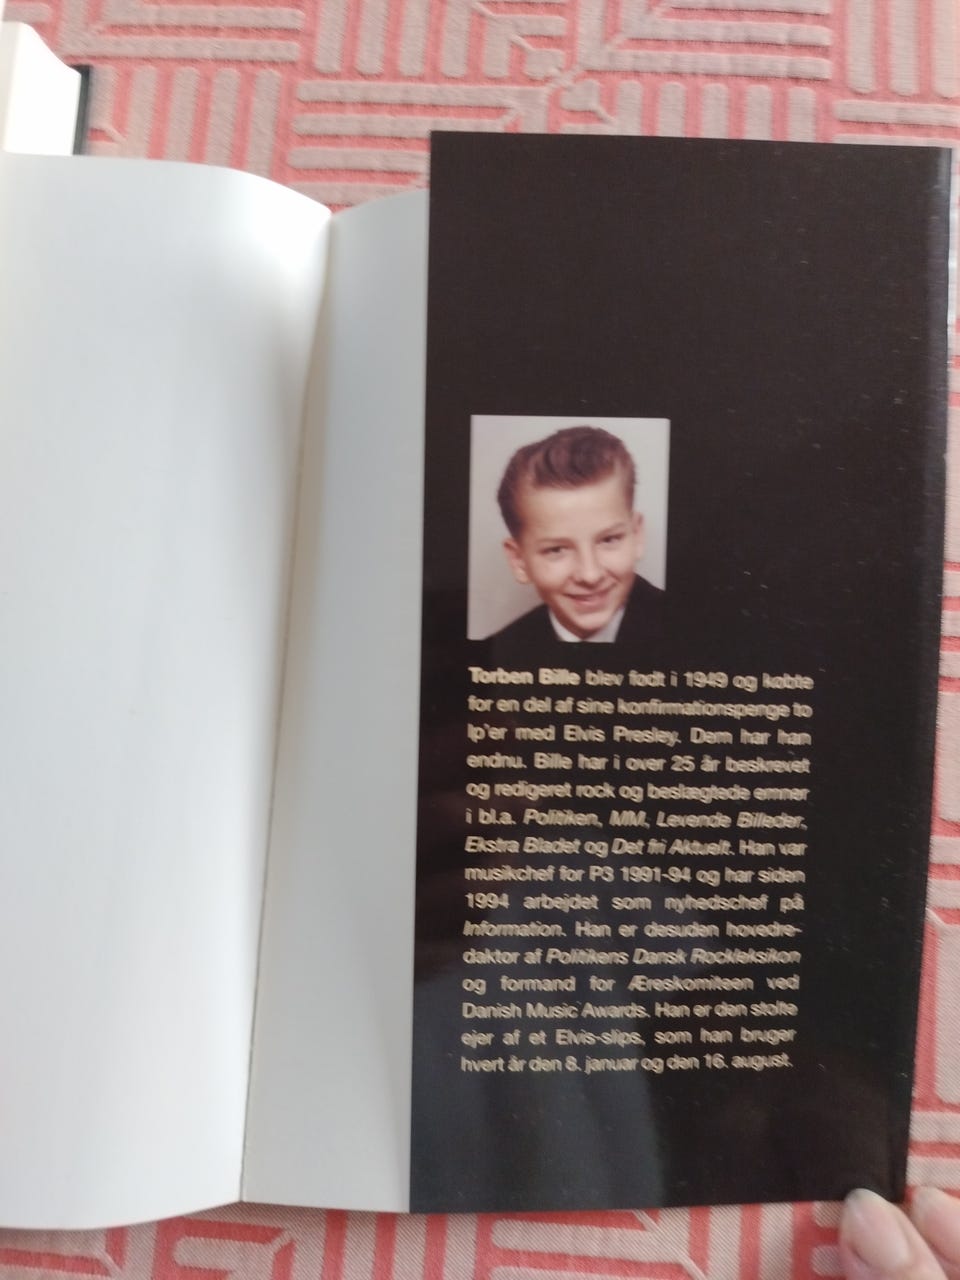 Torben Bille blev født i 1949 og købte
for en del af sine konfirmationspenge to
lp'er med Elvis Presley. Dem har han
endnu. Bille har i over 25 år beskrevet
og redigeret rock og beslægtede emner
i bl.a. Politiken, MM, Levende Billeder,
Ekstra Bladet og Det fri Aktuelt. Han var
musikchef for P3 1991-94 og har siden
1994 arbejdet som nyhedschef på
Information. Han er desuden hovedre-
daktør af Politikens Dansk Rockleksikon
og formand for Æreskomiteen ved
Danish Music Awards. Han er den stolte
ejer af et Elvis-slips, som han bruger
hvert år den 8. januar og den 16. august.